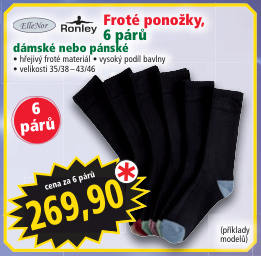 ElleNor
Ronley
Froté ponožky,
6 párů
dámské nebo pánské
• hřejivý froté materiál • vysoký podíl bavlny
• velikosti 35/38 – 43/46
6
párů
cena za 6 párů
269,90*
(příklady
modelů)